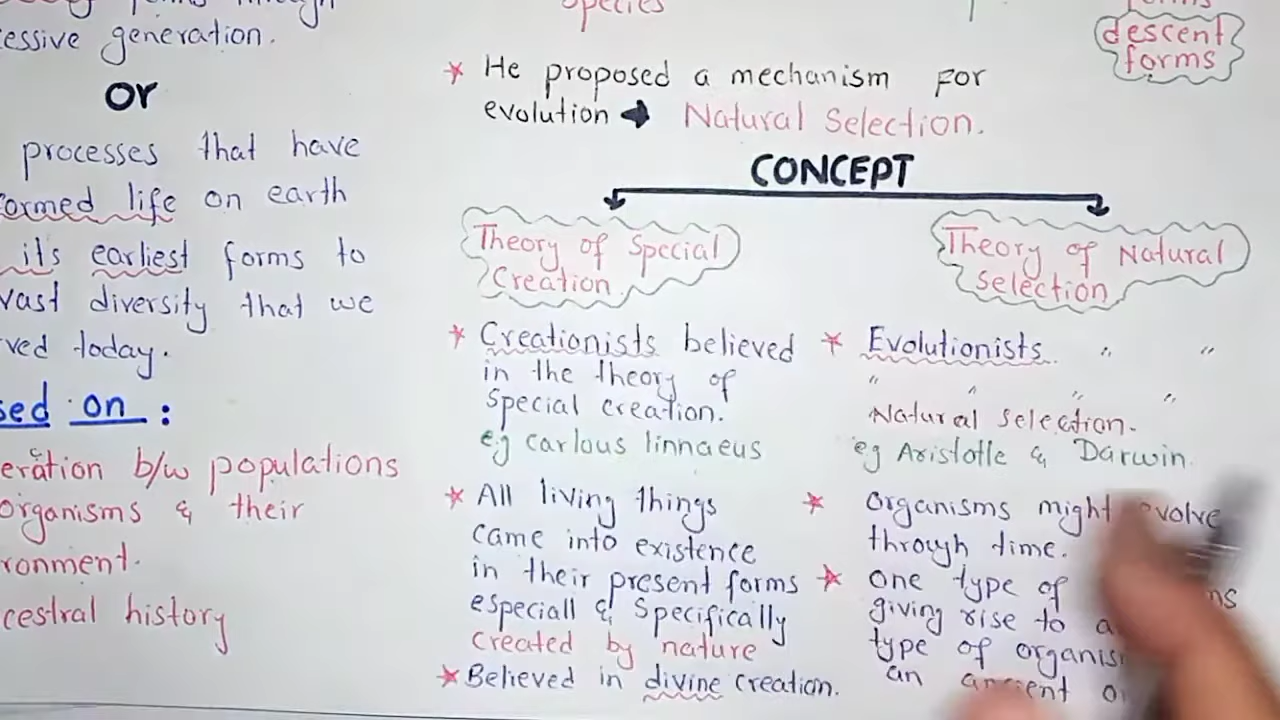 essive generation.
or
processes that have
ormed life on earth
its earliest forms to
vast diversity that we
ved today.
sed on :
eration b/w populations
organisms & their
ronment.
cestral history
species
descent
forms
* He proposed a mechanism for
evolution → Natural Selection.
CONCEPT
Theory of Special
Creation
* Creationists believed
in the theory of
Special creation.
e.g carlous linnaeus
* All living things
came into existence
in their present forms
especiall & Specifically
created by nature
* Believed in divine creation.
Theory of Natural
Selection
* Evolutionists " "
" " " "
Natural selection.
eg Aristotle & Darwin.
* organisms might evolve
through time.
* one type of
giving rise to a
type of organis
an ancient